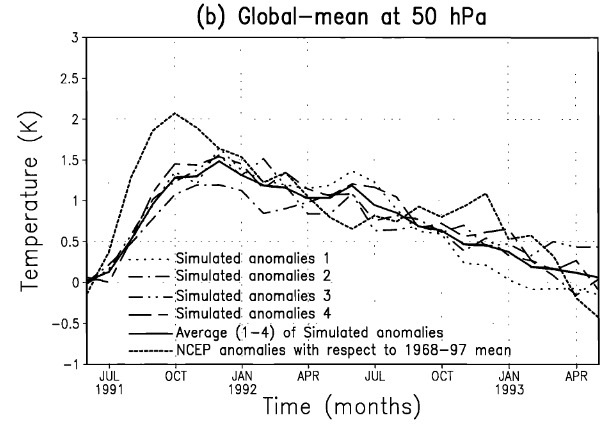 (b) Global-mean at 50 hPa
Temperature (K)
3
2.5
2
1.5
1
0.5
0
-0.5
-1
Simulated anomalies 1
Simulated anomalies 2
Simulated anomalies 3
Simulated anomalies 4
Average (1-4) of Simulated anomalies
NCEP anomalies with respect to 1968-97 mean
JUL OCT JAN APR JUL OCT JAN APR
1991 1992 1993
Time (months)